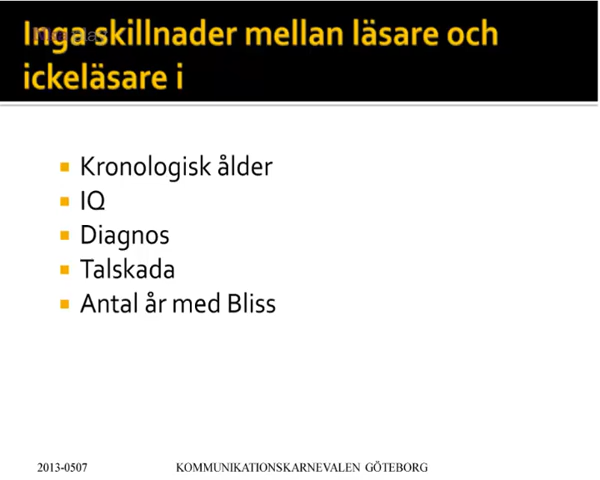 Inga skillnader mellan läsare och
ickeläsare i
Kronologisk ålder
IQ
Diagnos
Talskada
Antal år med Bliss
2013-0507 KOMMUNIKATIONSKARNEVALEN GÖTEBORG